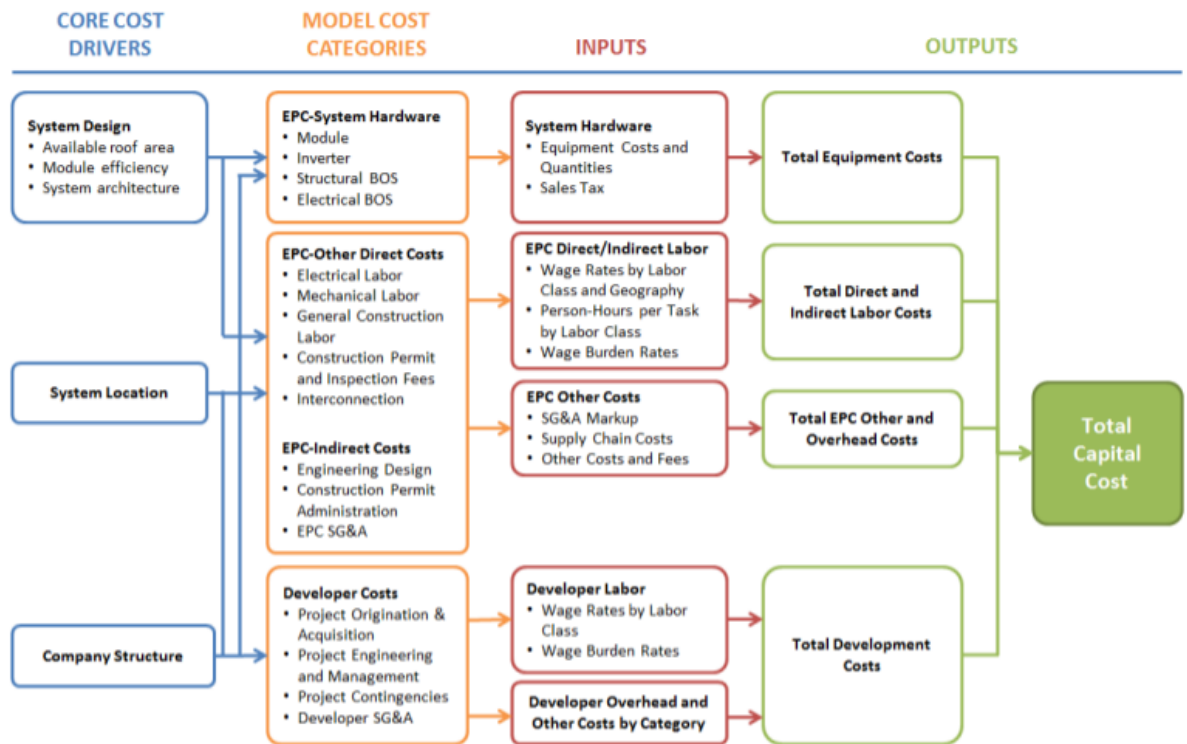 CORE COST
DRIVERS
MODEL COST
CATEGORIES
INPUTS
OUTPUTS
System Design
• Available roof area
• Module efficiency
• System architecture
System Location
Company Structure
EPC-System Hardware
• Module
• Inverter
• Structural BOS
• Electrical BOS
EPC-Other Direct Costs
• Electrical Labor
• Mechanical Labor
• General Construction
Labor
• Construction Permit
and Inspection Fees
• Interconnection
EPC-Indirect Costs
• Engineering Design
• Construction Permit
Administration
• EPC SG&A
Developer Costs
• Project Origination &
Acquisition
• Project Engineering
and Management
• Project Contingencies
• Developer SG&A
System Hardware
• Equipment Costs and
Quantities
• Sales Tax
EPC Direct/Indirect Labor
• Wage Rates by Labor
Class and Geography
• Person-Hours per Task
by Labor Class
• Wage Burden Rates
EPC Other Costs
• SG&A Markup
• Supply Chain Costs
• Other Costs and Fees
Developer Labor
• Wage Rates by Labor
Class
• Wage Burden Rates
Developer Overhead and
Other Costs by Category
Total Equipment Costs
Total Direct and
Indirect Labor Costs
Total EPC Other and
Overhead Costs
Total Development
Costs
Total
Capital
Cost